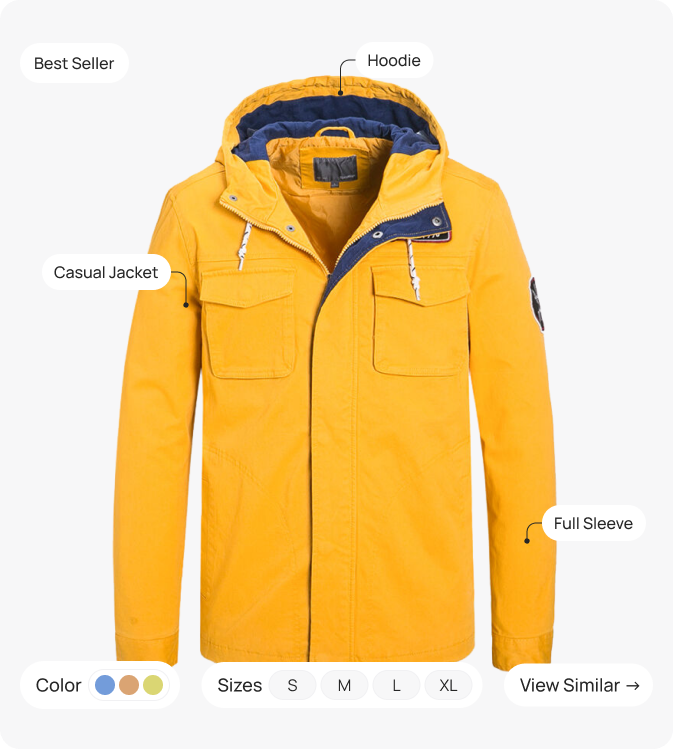 Hoodie
Best Seller
Casual Jacket
Full Sleeve
Color
Sizes S M L XL
View Similar →